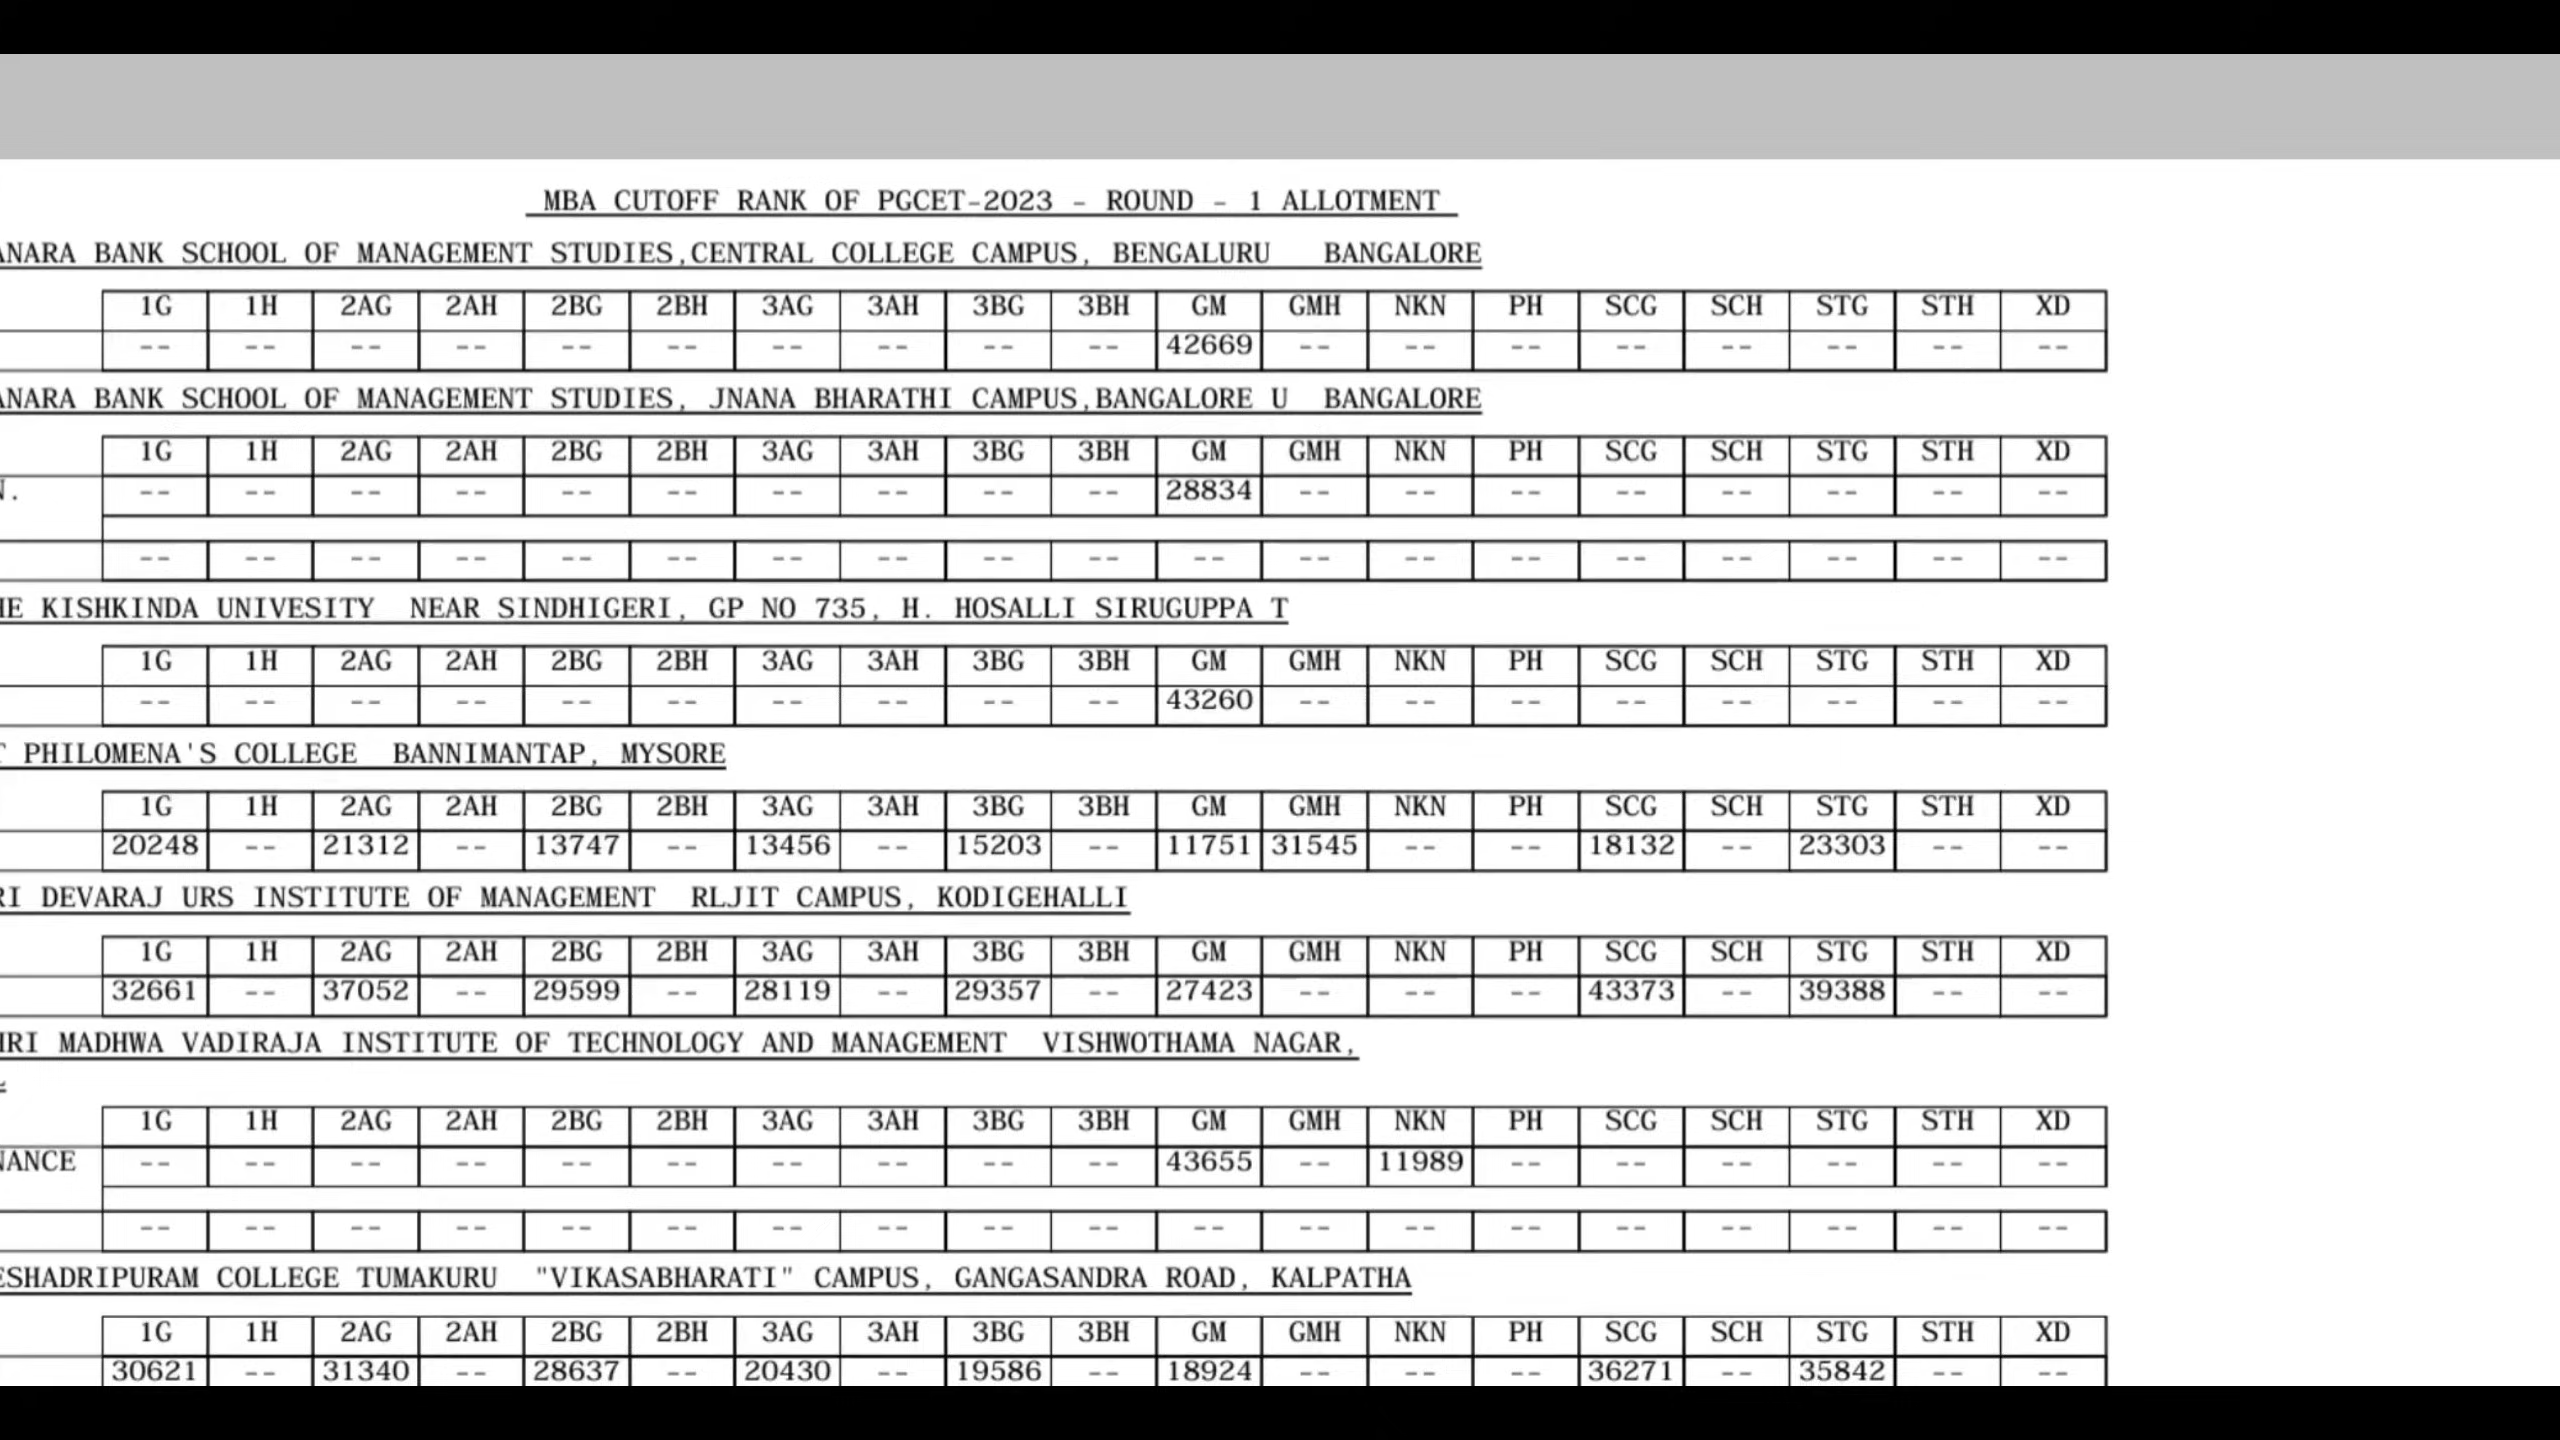 MBA CUTOFF RANK OF PGCET-2023 - ROUND - 1 ALLOTMENT
ANARA BANK SCHOOL OF MANAGEMENT STUDIES,CENTRAL COLLEGE CAMPUS, BENGALURU BANGALORE
1G 1H 2AG 2AH 2BG 2BH 3AG 3AH 3BG 3BH GM GMH NKN PH SCG SCH STG STH XD
-- -- -- -- -- -- -- -- -- -- 42669 -- -- -- -- -- -- -- --
ANARA BANK SCHOOL OF MANAGEMENT STUDIES, JNANA BHARATHI CAMPUS,BANGALORE U BANGALORE
1G 1H 2AG 2AH 2BG 2BH 3AG 3AH 3BG 3BH GM GMH NKN PH SCG SCH STG STH XD
N. -- -- -- -- -- -- -- -- -- -- 28834 -- -- -- -- -- -- -- --
-- -- -- -- -- -- -- -- -- -- -- -- -- -- -- -- -- -- --
HE KISHKINDA UNIVESITY NEAR SINDHIGERI, GP NO 735, H. HOSALLI SIRUGUPPA T
1G 1H 2AG 2AH 2BG 2BH 3AG 3AH 3BG 3BH GM GMH NKN PH SCG SCH STG STH XD
-- -- -- -- -- -- -- -- -- -- 43260 -- -- -- -- -- -- -- --
T PHILOMENA'S COLLEGE BANNIMANTAP, MYSORE
1G 1H 2AG 2AH 2BG 2BH 3AG 3AH 3BG 3BH GM GMH NKN PH SCG SCH STG STH XD
20248 -- 21312 -- 13747 -- 13456 -- 15203 -- 11751 31545 -- -- 18132 -- 23303 -- --
RI DEVARAJ URS INSTITUTE OF MANAGEMENT RLJIT CAMPUS, KODIGEHALLI
1G 1H 2AG 2AH 2BG 2BH 3AG 3AH 3BG 3BH GM GMH NKN PH SCG SCH STG STH XD
32661 -- 37052 -- 29599 -- 28119 -- 29357 -- 27423 -- -- -- 43373 -- 39388 -- --
HRI MADHWA VADIRAJA INSTITUTE OF TECHNOLOGY AND MANAGEMENT VISHWOTHAMA NAGAR,
1G 1H 2AG 2AH 2BG 2BH 3AG 3AH 3BG 3BH GM GMH NKN PH SCG SCH STG STH XD
NANCE -- -- -- -- -- -- -- -- -- -- 43655 -- 11989 -- -- -- -- -- --
-- -- -- -- -- -- -- -- -- -- -- -- -- -- -- -- -- -- --
ESHADRIPURAM COLLEGE TUMAKURU "VIKASABHARATI" CAMPUS, GANGASANDRA ROAD, KALPATHA
1G 1H 2AG 2AH 2BG 2BH 3AG 3AH 3BG 3BH GM GMH NKN PH SCG SCH STG STH XD
30621 -- 31340 -- 28637 -- 20430 -- 19586 -- 18924 -- -- -- 36271 -- 35842 -- --